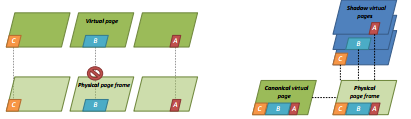 Virtual page
C
B
A
Physical page frame
C
B
A
Shadow virtual
pages
A
B
C
Canonical virtual
page
C
B
A
Physical
page frame
C
B
A